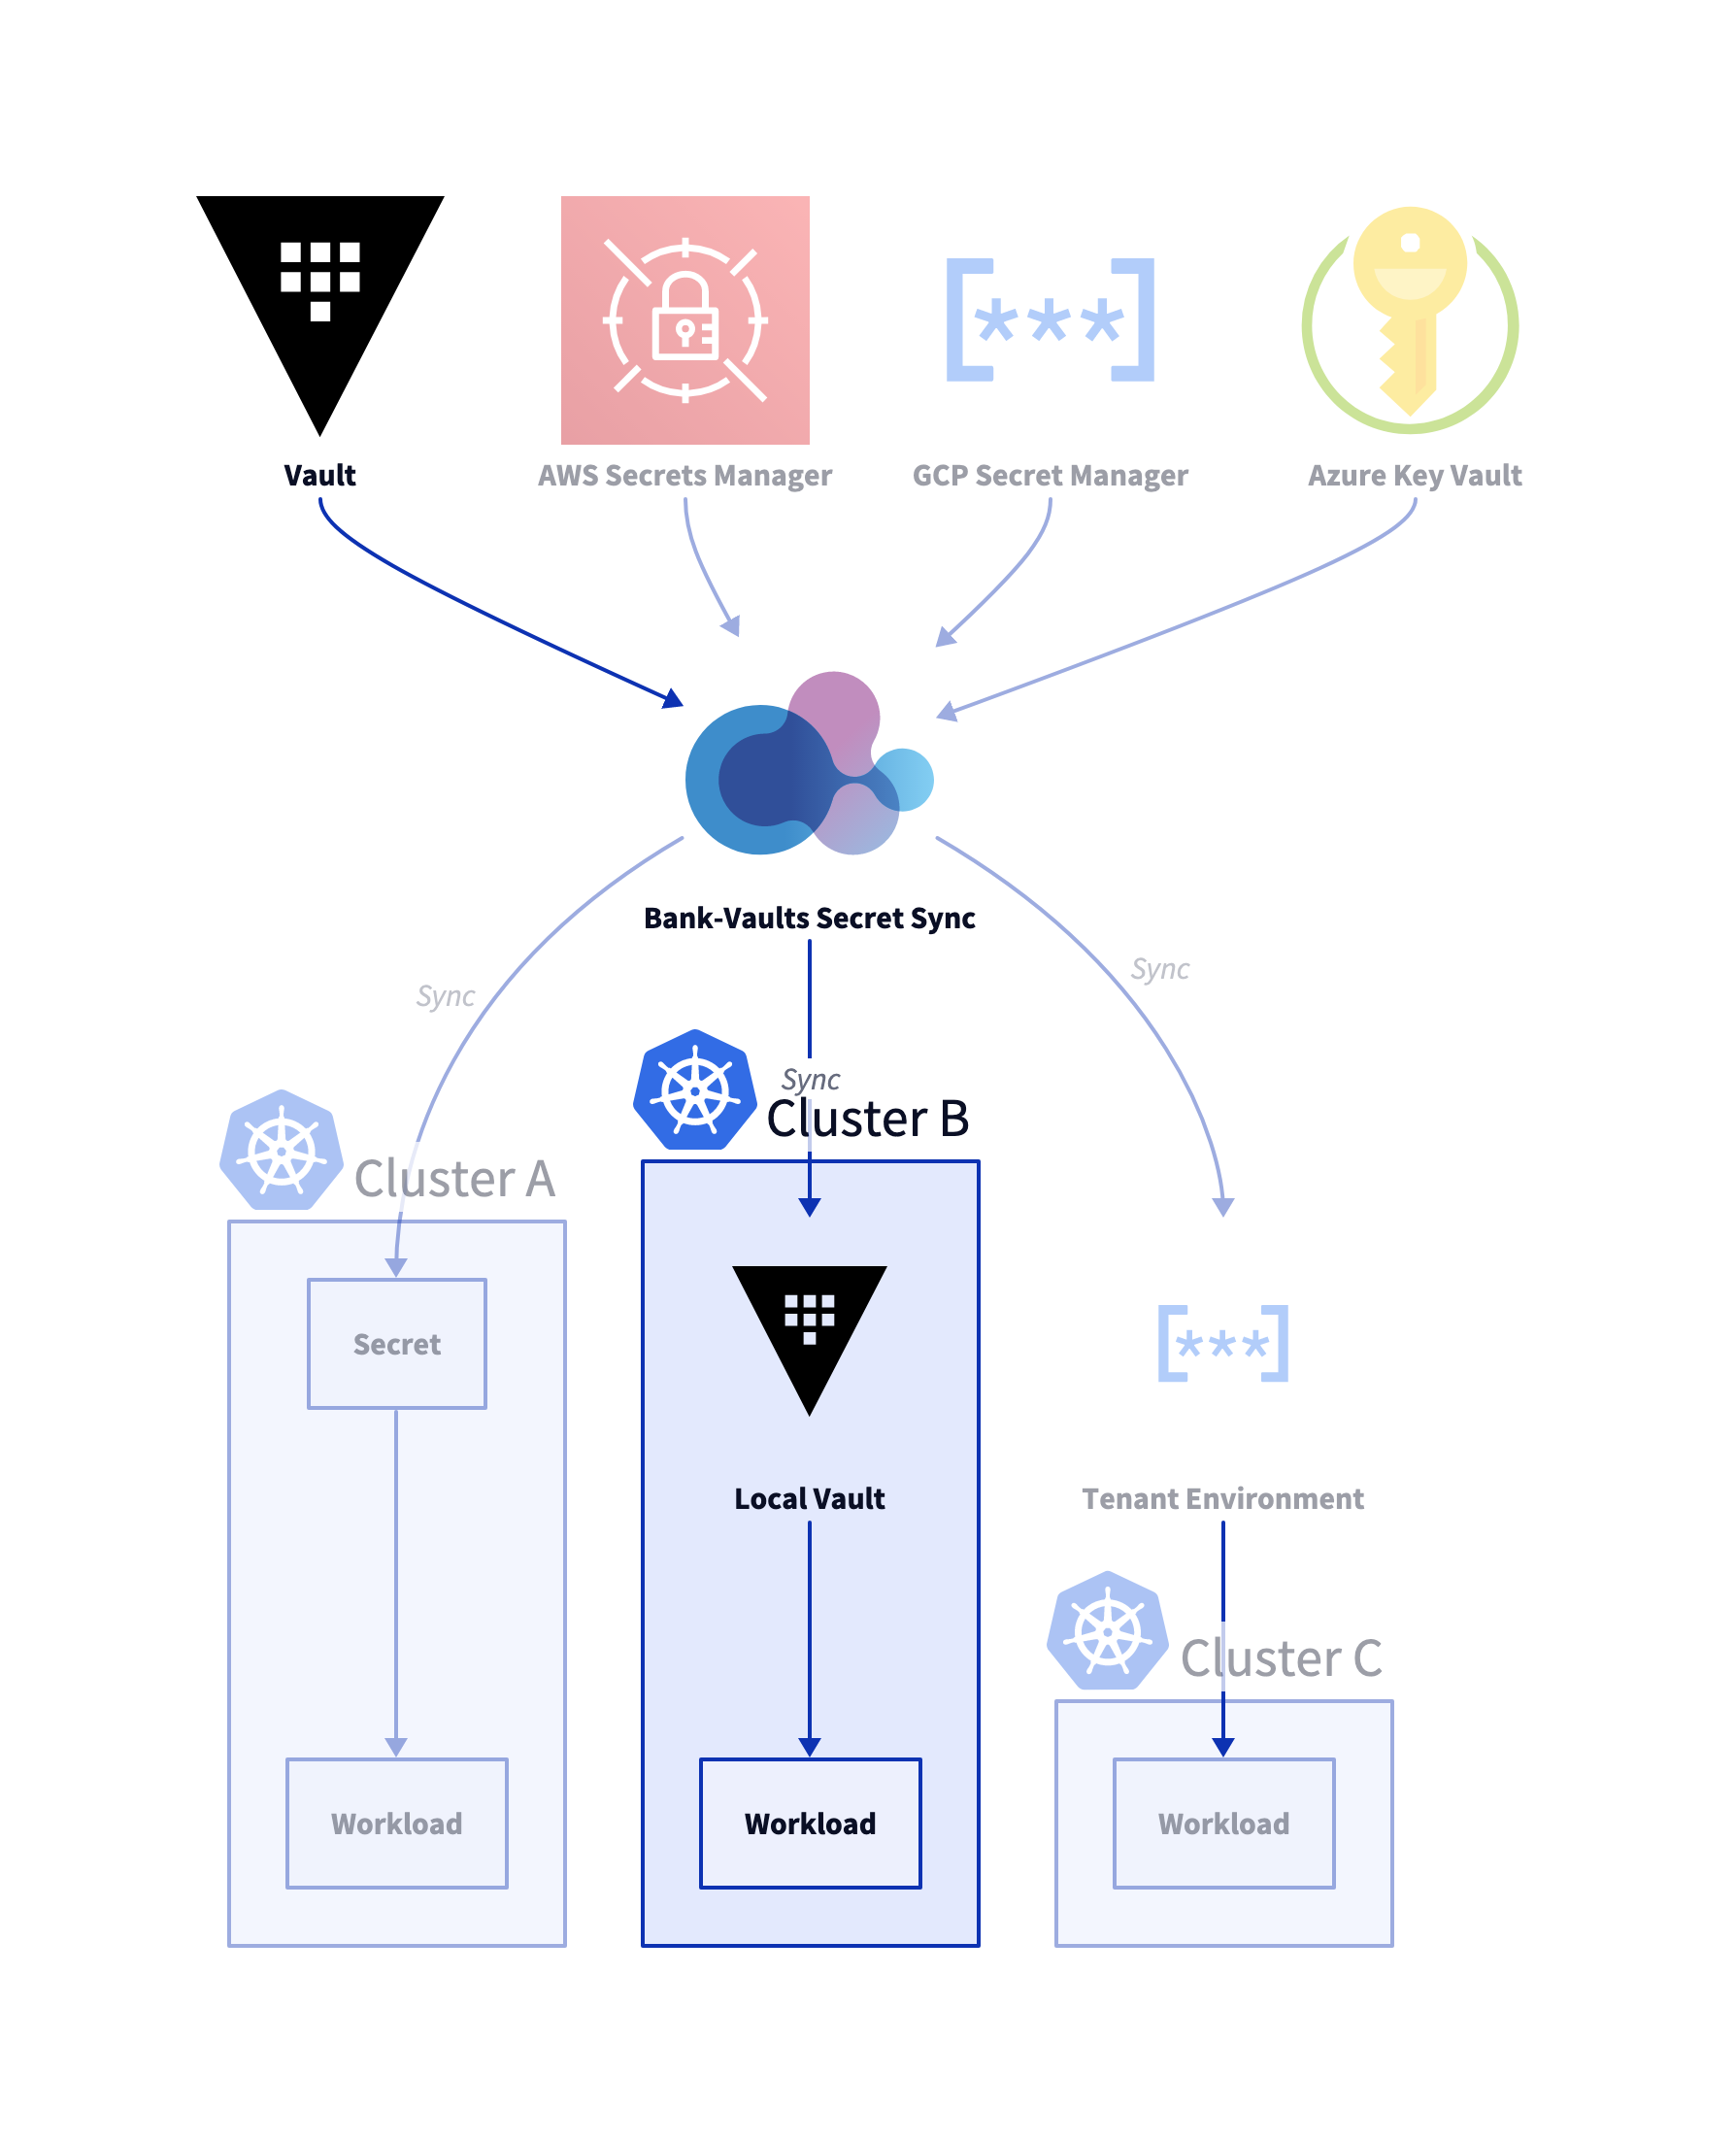 Vault
AWS Secrets Manager
GCP Secret Manager
Azure Key Vault
Bank-Vaults Secret Sync
Sync
Sync
Sync
Cluster B
Cluster A
Secret
Local Vault
Tenant Environment
Cluster C
Workload
Workload
Workload